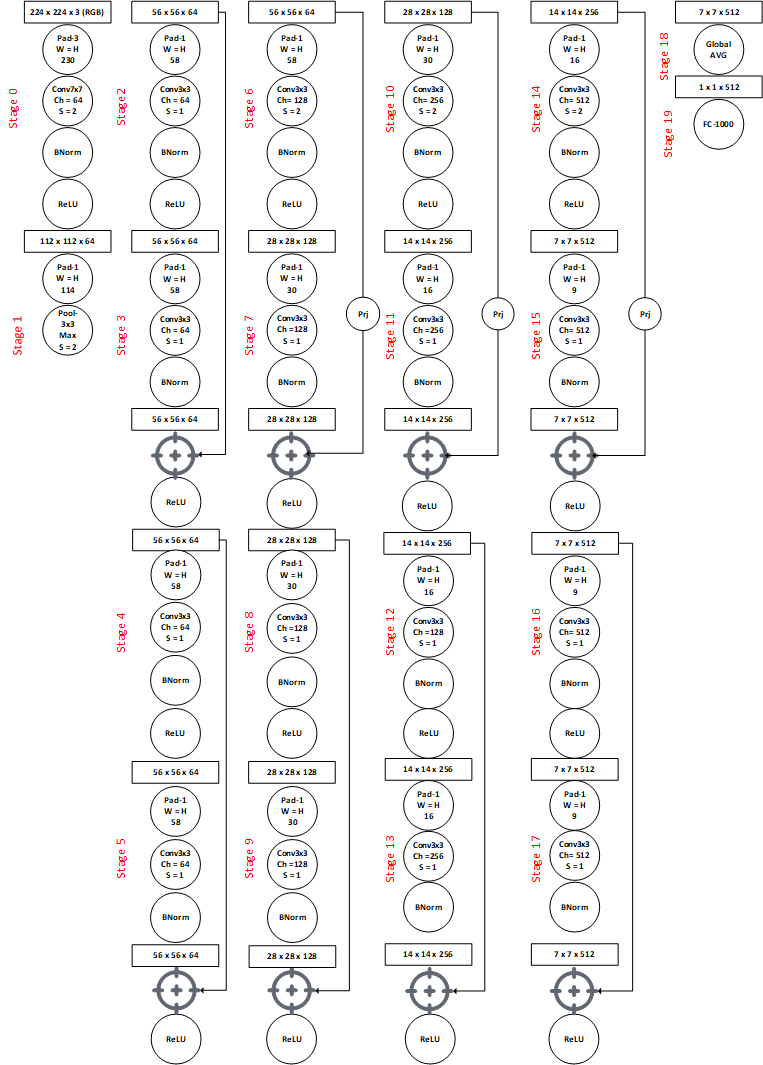 224 x 224 x 3 (RGB)
Pad-3
W = H
230
Stage 0
Conv7x7
Ch = 64
S = 2
BNorm
ReLU
112 x 112 x 64
Pad-1
W = H
114
Stage 1
Pool-
3x3
Max
S = 2
56 x 56 x 64
Pad-1
W = H
58
Stage 2
Conv3x3
Ch = 64
S = 1
BNorm
ReLU
56 x 56 x 64
Pad-1
W = H
58
Stage 3
Conv3x3
Ch = 64
S = 1
BNorm
56 x 56 x 64
ReLU
56 x 56 x 64
Pad-1
W = H
58
Stage 4
Conv3x3
Ch = 64
S = 1
BNorm
ReLU
56 x 56 x 64
Pad-1
W = H
58
Stage 5
Conv3x3
Ch = 64
S = 1
BNorm
56 x 56 x 64
ReLU
56 x 56 x 64
Pad-1
W = H
58
Stage 6
Conv3x3
Ch= 128
S = 2
BNorm
ReLU
28 x 28 x 128
Pad-1
W = H
30
Stage 7
Conv3x3
Ch =128
S = 1
Prj
BNorm
28 x 28 x 128
ReLU
28 x 28 x 128
Pad-1
W = H
30
Stage 8
Conv3x3
Ch =128
S = 1
BNorm
ReLU
28 x 28 x 128
Pad-1
W = H
30
Stage 9
Conv3x3
Ch =128
S = 1
BNorm
28 x 28 x 128
ReLU
28 x 28 x 128
Pad-1
W = H
30
Stage 10
Conv3x3
Ch= 256
S = 2
BNorm
ReLU
14 x 14 x 256
Pad-1
W = H
16
Stage 11
Conv3x3
Ch =256
S = 1
Prj
BNorm
14 x 14 x 256
ReLU
14 x 14 x 256
Pad-1
W = H
16
Stage 12
Conv3x3
Ch =128
S = 1
BNorm
ReLU
14 x 14 x 256
Pad-1
W = H
16
Stage 13
Conv3x3
Ch =256
S = 1
BNorm
14 x 14 x 256
ReLU
14 x 14 x 256
Pad-1
W = H
16
Stage 14
Conv3x3
Ch= 512
S = 2
BNorm
ReLU
7 x 7 x 512
Pad-1
W = H
9
Stage 15
Conv3x3
Ch= 512
S = 1
Prj
BNorm
7 x 7 x 512
ReLU
7 x 7 x 512
Pad-1
W = H
9
Stage 16
Conv3x3
Ch= 512
S = 1
BNorm
ReLU
7 x 7 x 512
Pad-1
W = H
9
Stage 17
Conv3x3
Ch= 512
S = 1
BNorm
7 x 7 x 512
ReLU
7 x 7 x 512
Stage 18
Global
AVG
1 x 1 x 512
Stage 19
FC-1000